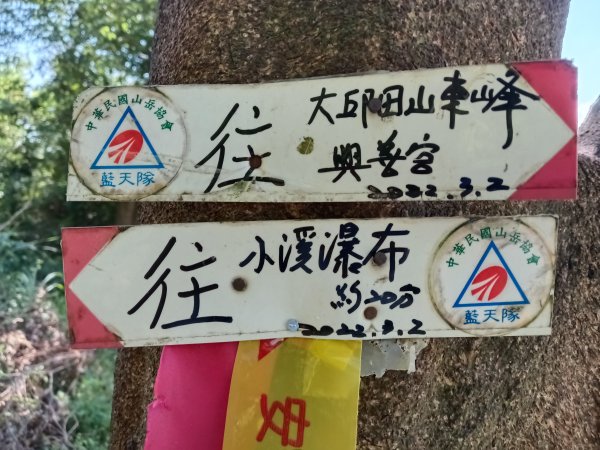 中華民國山岳協會
藍天隊
往
大邱田山東峰
興善宮
2022.3.2
往
小溪瀑布
約20分
2022.3.2
中華民國山岳協會
藍天隊
安